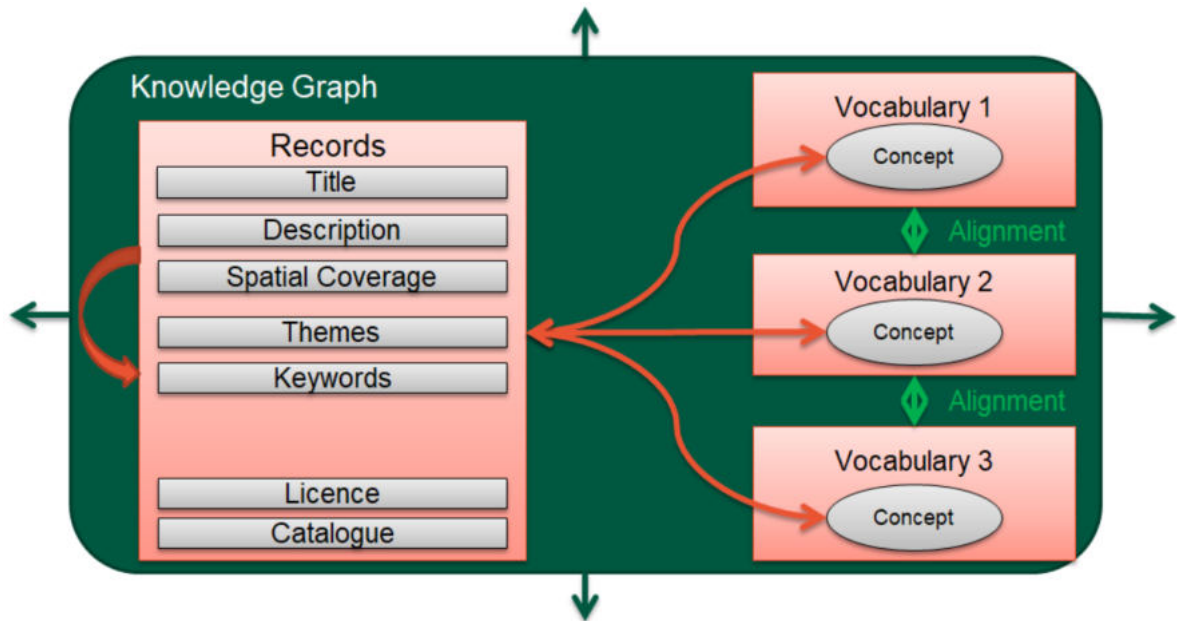 Knowledge Graph
Records
Title
Description
Spatial Coverage
Themes
Keywords
Licence
Catalogue
Vocabulary 1
Concept
Alignment
Vocabulary 2
Concept
Alignment
Vocabulary 3
Concept